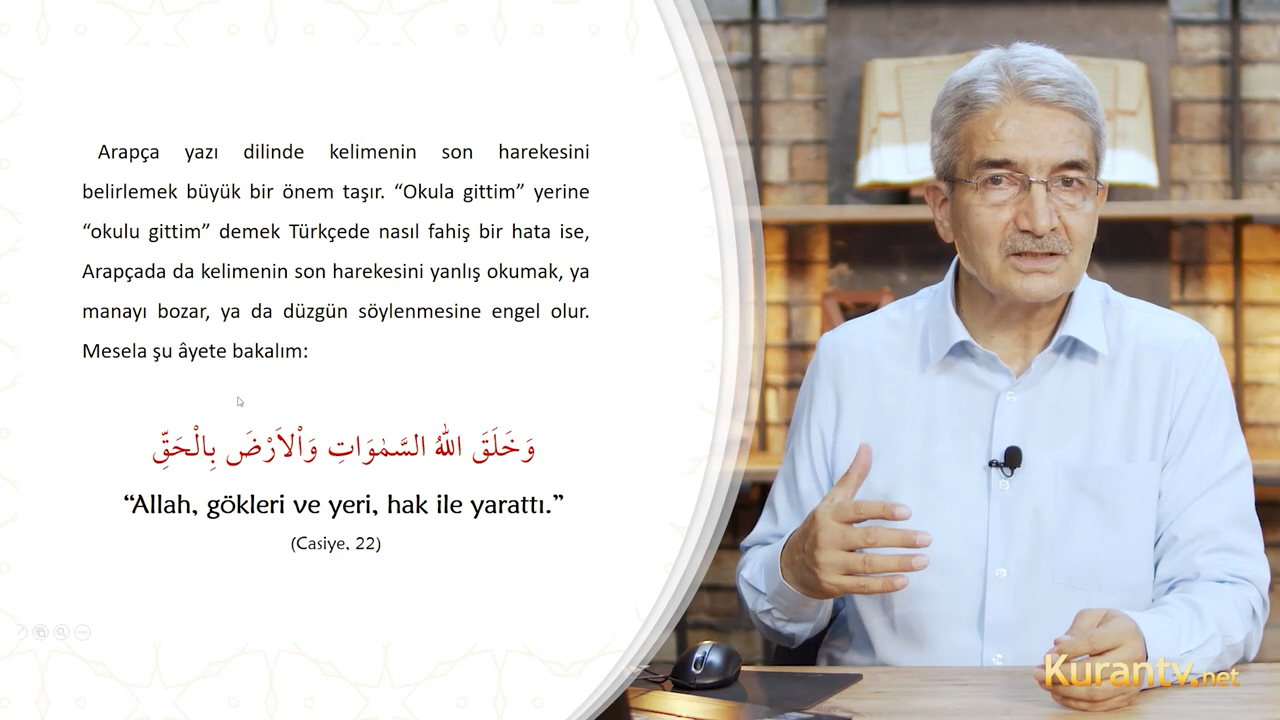 Arapça yazı dilinde kelimenin son harekesini
belirlemek büyük bir önem taşır. “Okula gittim” yerine
“okulu gittim” demek Türkçede nasıl fahiş bir hata ise,
Arapçada da kelimenin son harekesini yanlış okumak, ya
manayı bozar, ya da düzgün söylenmesine engel olur.
Mesela şu âyete bakalım:
وَخَلَقَ اللّٰهُ السَّمٰوَاتِ وَاْلاَرْضَ بِالْحَقِّ
“Allah, gökleri ve yeri, hak ile yarattı.”
(Casiye, 22)
Kurantv.net